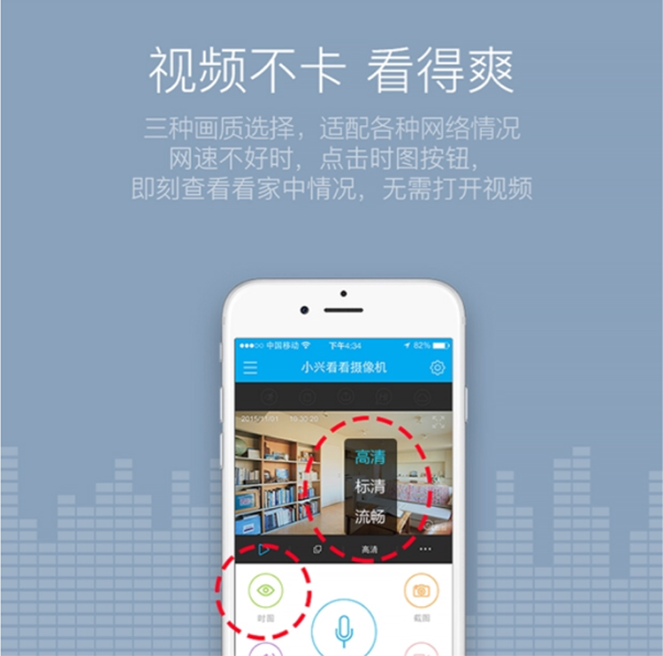 视频不卡 看得爽
三种画质选择，适配各种网络情况
网速不好时，点击时图按钮，
即刻查看看家中情况，无需打开视频
中国移动 下午4:34 82%
小兴看看摄像机
2015/11/01 10:30:20
高清
标清
流畅
高清
时图 截图